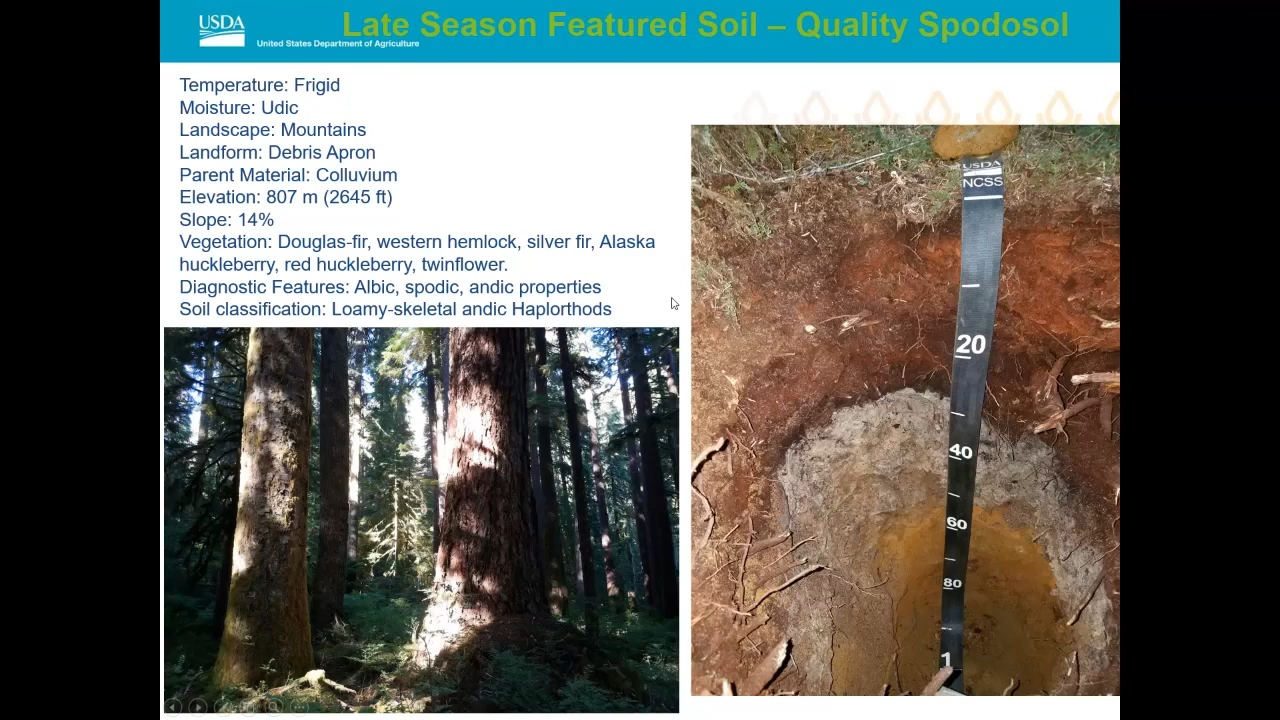 Late Season Featured Soil – Quality Spodosol
USDA
United States Department of Agriculture
Temperature: Frigid
Moisture: Udic
Landscape: Mountains
Landform: Debris Apron
Parent Material: Colluvium
Elevation: 807 m (2645 ft)
Slope: 14%
Vegetation: Douglas-fir, western hemlock, silver fir, Alaska
huckleberry, red huckleberry, twinflower.
Diagnostic Features: Albic, spodic, andic properties
Soil classification: Loamy-skeletal andic Haplorthods
USDA
NCSS
20
40
60
80
1